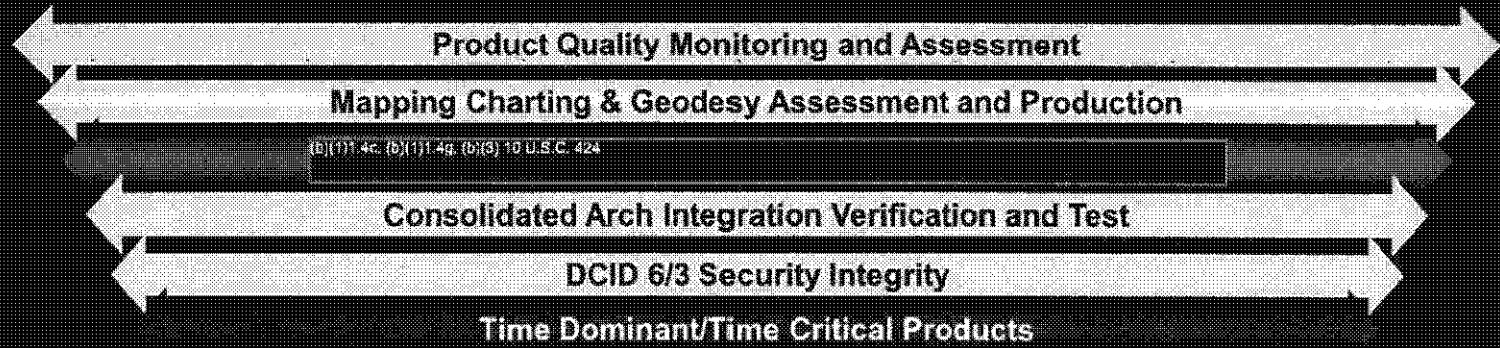 Product Quality Monitoring and Assessment
Mapping Charting & Geodesy Assessment and Production
(b)(1)1.4c, (b)(1)1.4g, (b)(3) 10 U.S.C. 424
Consolidated Arch Integration Verification and Test
DCID 6/3 Security Integrity
Time Dominant/Time Critical Products